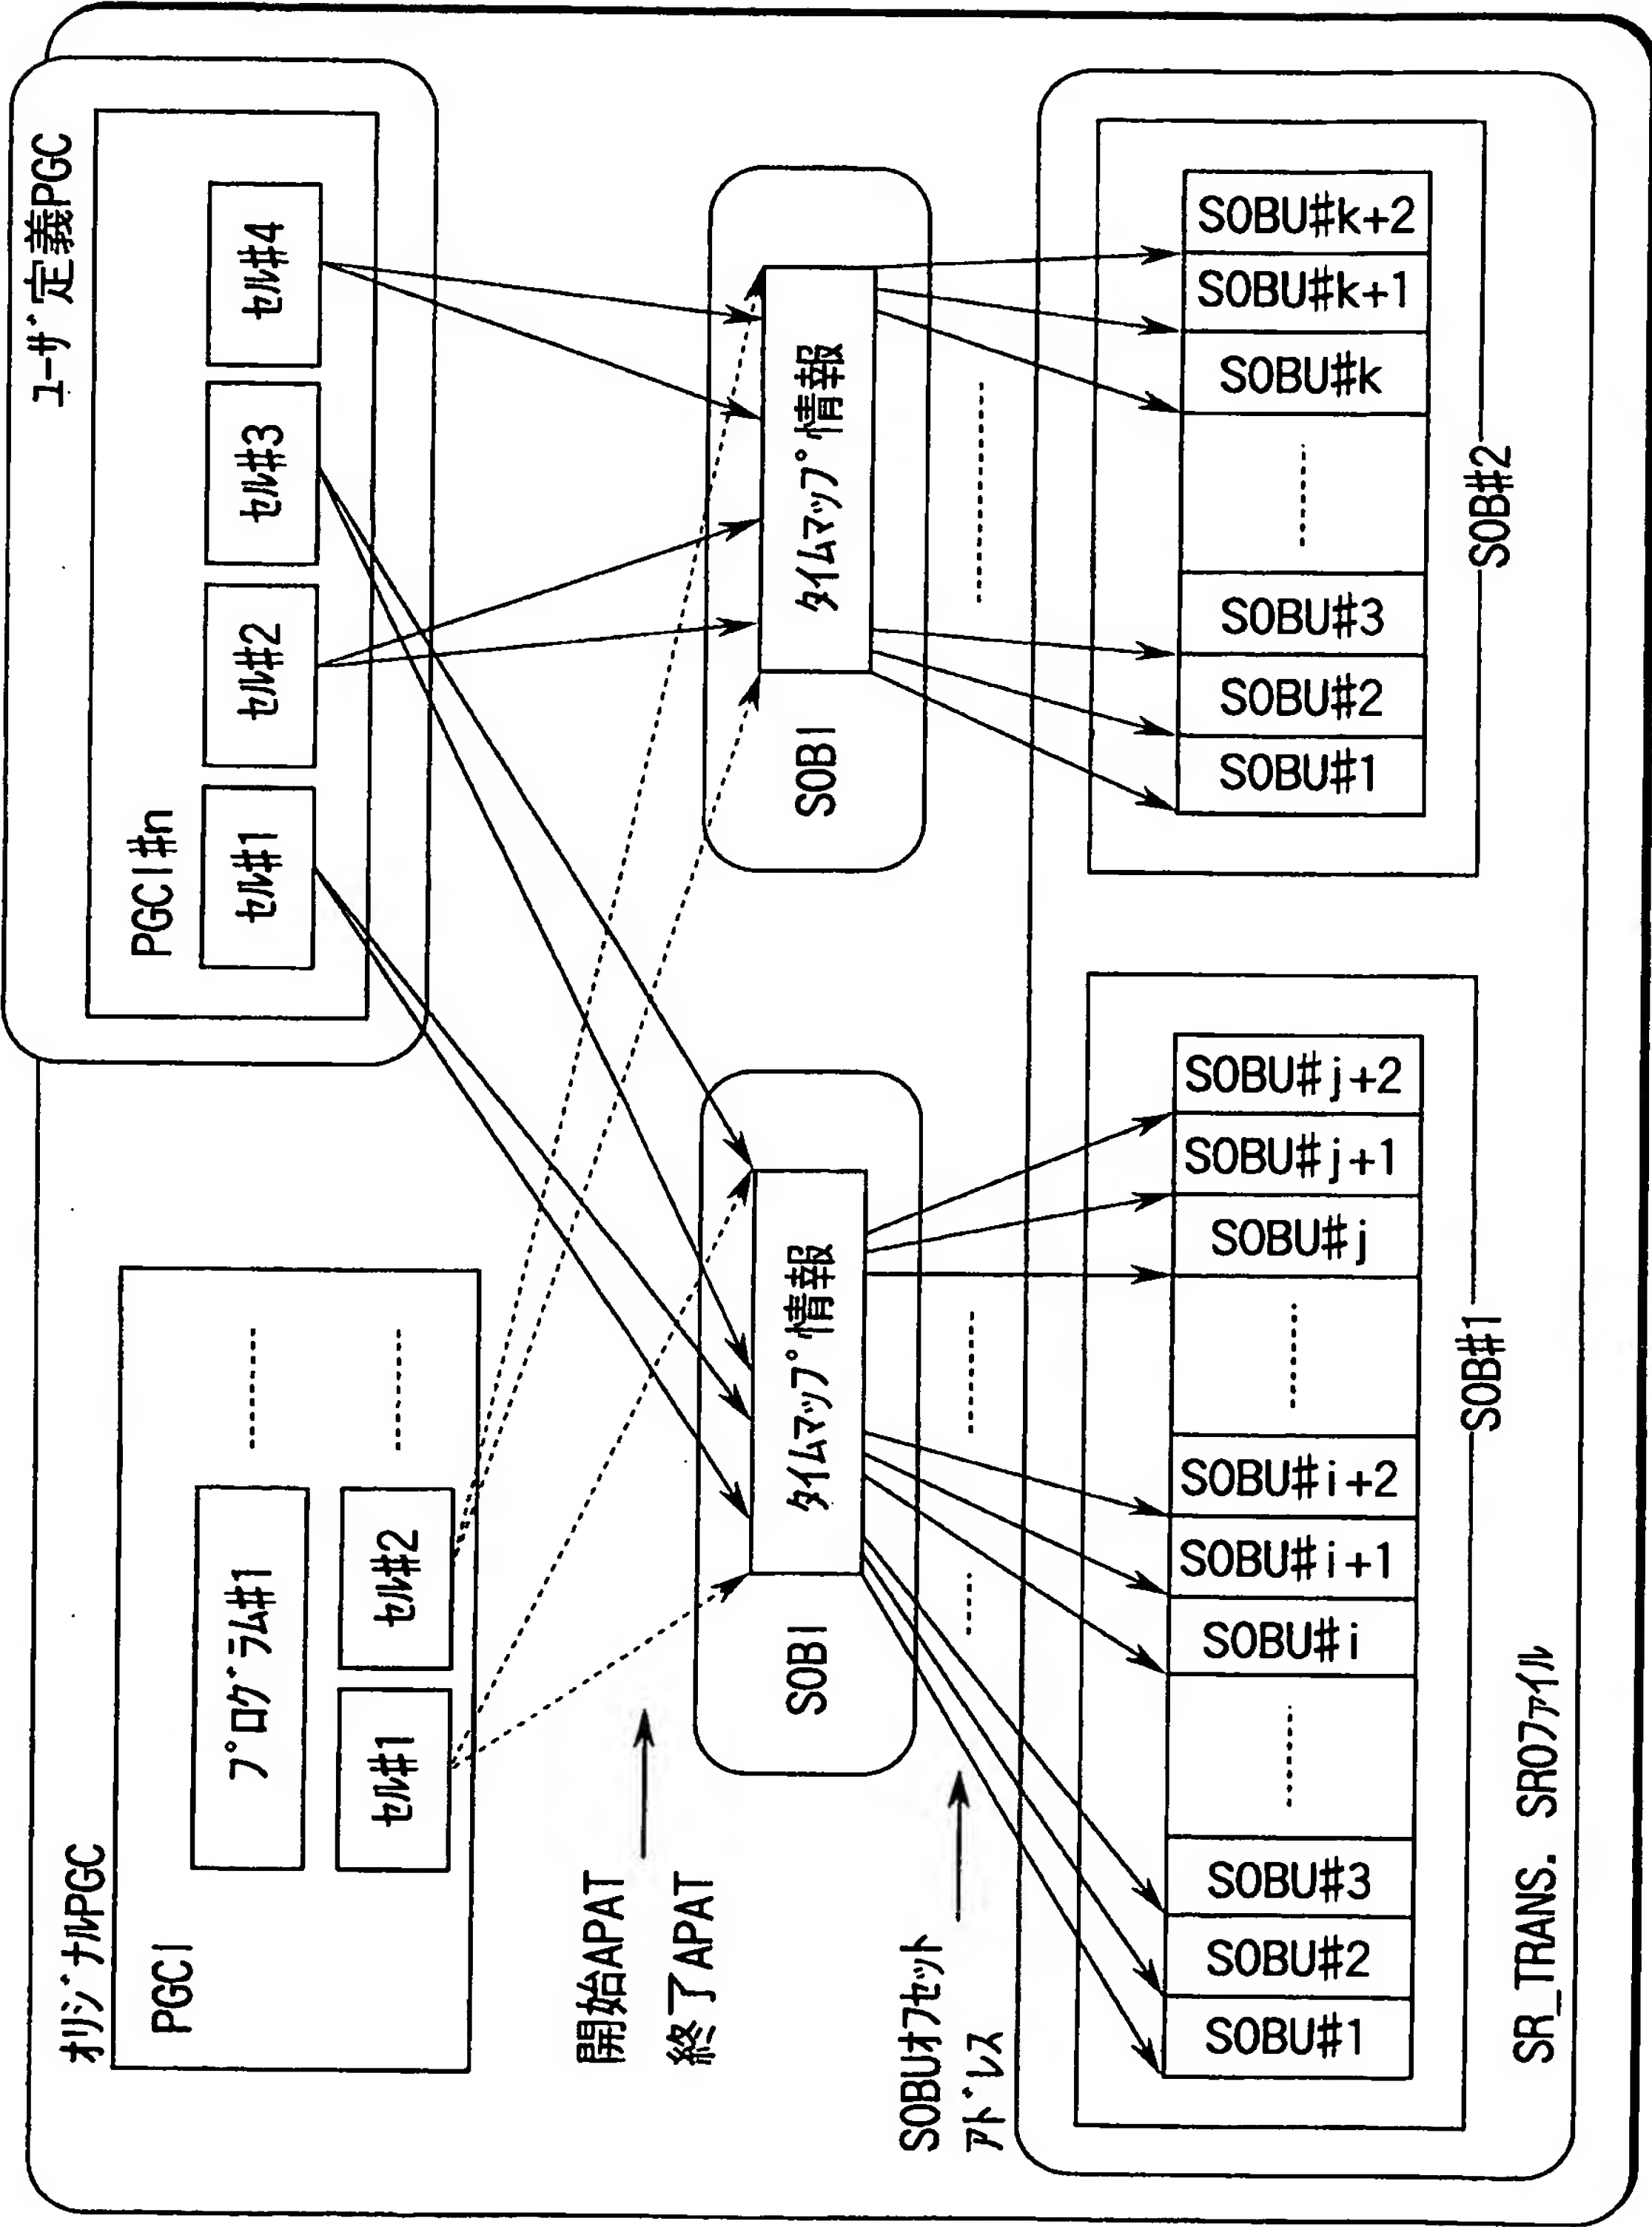 オリジナルPGC
PGCI
プログラム#1
セル#1
セル#2
ユーザ定義PGC
PGCI#n
セル#1
セル#2
セル#3
セル#4
開始APAT
終了APAT
SOBI
タイムマップ情報
SOBI
タイムマップ情報
SOBUオフセット
アドレス
SOBU#1
SOBU#2
SOBU#3
SOBU#i
SOBU#i+1
SOBU#i+2
SOBU#j
SOBU#j+1
SOBU#j+2
SOB#1
SOBU#1
SOBU#2
SOBU#3
SOBU#k
SOBU#k+1
SOBU#k+2
SOB#2
SR_TRANS. SROファイル